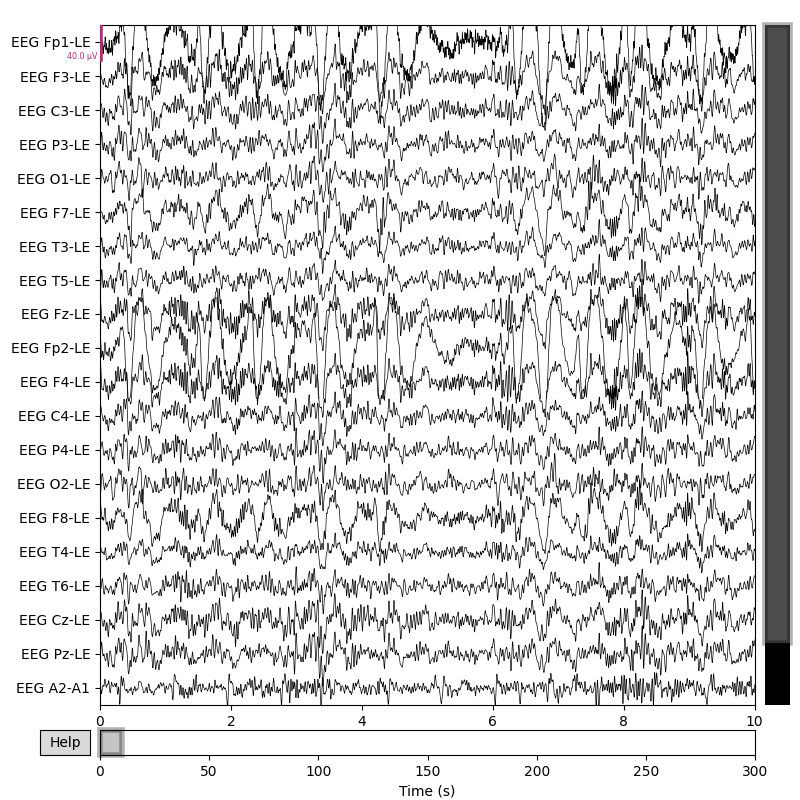 EEG Fp1-LE
40.0 µV
EEG F3-LE
EEG C3-LE
EEG P3-LE
EEG O1-LE
EEG F7-LE
EEG T3-LE
EEG T5-LE
EEG Fz-LE
EEG Fp2-LE
EEG F4-LE
EEG C4-LE
EEG P4-LE
EEG O2-LE
EEG F8-LE
EEG T4-LE
EEG T6-LE
EEG Cz-LE
EEG Pz-LE
EEG A2-A1
0 2 4 6 8 10
Help
0 50 100 150 200 250 300
Time (s)